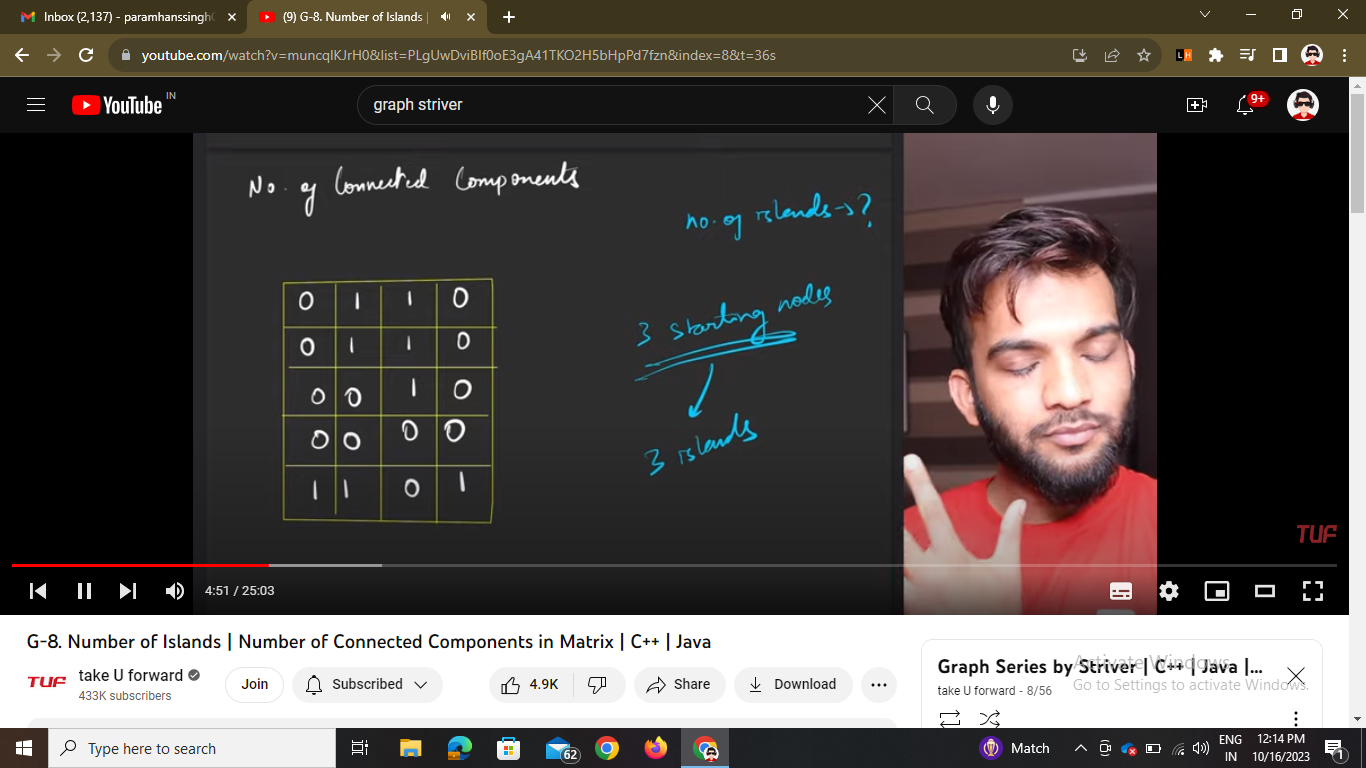 Inbox (2,137) - paramhanssingh
(9) G-8. Number of Islands |
youtube.com/watch?v=muncqlKJrH0&list=PLgUwDviBIf0oE3gA41TKO2H5bHpPd7fzn&index=8&t=36s
LH
YouTube IN
graph striver
9+
No. of Connected Components
no. of islands → ?
0 1 1 0
0 1 1 0
0 0 1 0
0 0 0 0
1 1 0 1
3 starting nodes
3 islands
TUF
4:51 / 25:03
G-8. Number of Islands | Number of Connected Components in Matrix | C++ | Java
TUF
take U forward
433K subscribers
Join
Subscribed
4.9K
Share
Download
Graph Series by Striver | C++ | Java |...
take U forward - 8/56
Activate Windows
Go to Settings to activate Windows.
Type here to search
62
Match
ENG
IN
12:14 PM
10/16/2023
1